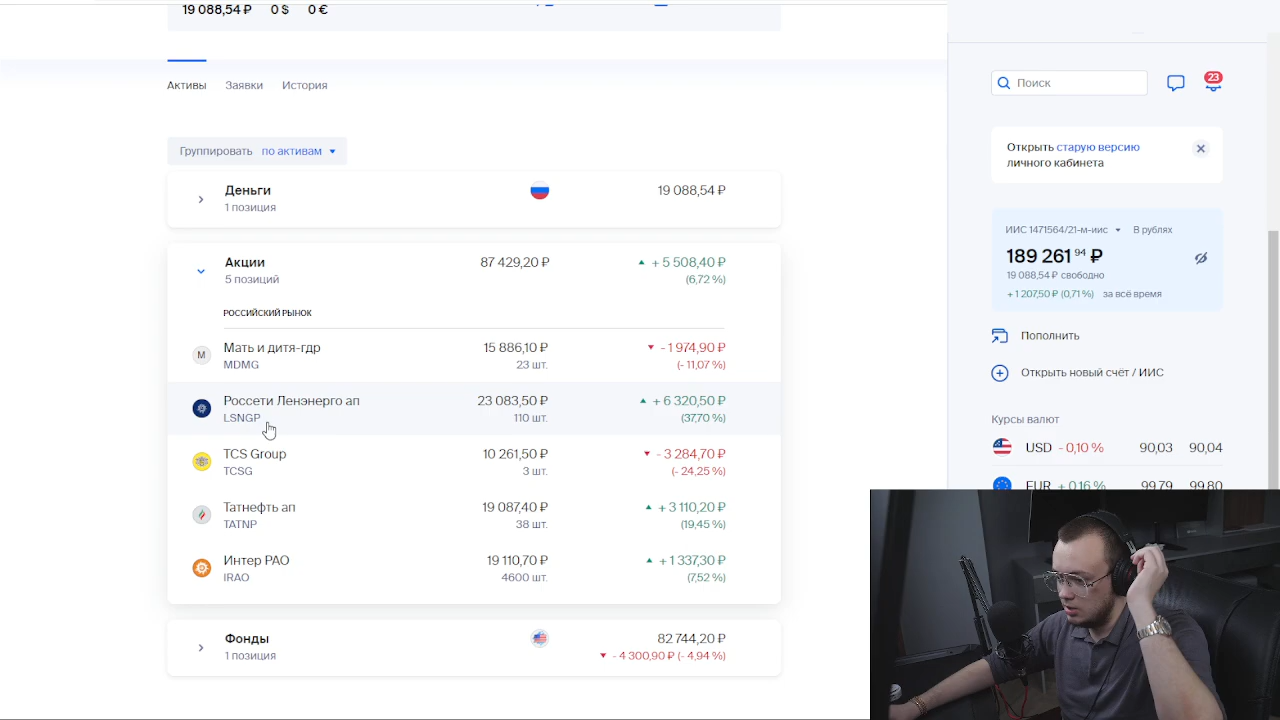 19 088,54 ₽ 0 $ 0 €
Активы Заявки История
Группировать по активам
Деньги 19 088,54 ₽
1 позиция
Акции 87 429,20 ₽ + 5 508,40 ₽
5 позиций (6,72 %)
РОССИЙСКИЙ РЫНОК
М Мать и дитя-гдр 15 886,10 ₽ - 1 974,90 ₽
MDMG 23 шт. (- 11,07 %)
Россети Ленэнерго ап 23 083,50 ₽ + 6 320,50 ₽
LSNGP 110 шт. (37,70 %)
TCS Group 10 261,50 ₽ - 3 284,70 ₽
TCSG 3 шт. (- 24,25 %)
Татнефть ап 19 087,40 ₽ + 3 110,20 ₽
TATNP 38 шт. (19,45 %)
Интер РАО 19 110,70 ₽ + 1 337,30 ₽
IRAO 4600 шт. (7,52 %)
Фонды 82 744,20 ₽
1 позиция - 4 300,90 ₽ (- 4,94 %)
Поиск 23
Открыть старую версию
личного кабинета
ИИС 1471564/21-м-иис В рублях
189 261 94 ₽
19 088,54 ₽ свободно
+ 1 207,50 ₽ (0,71 %) за всё время
Пополнить
Открыть новый счёт / ИИС
Курсы валют
USD - 0,10 % 90,03 90,04
EUR + 0,16 % 99,79 99,80